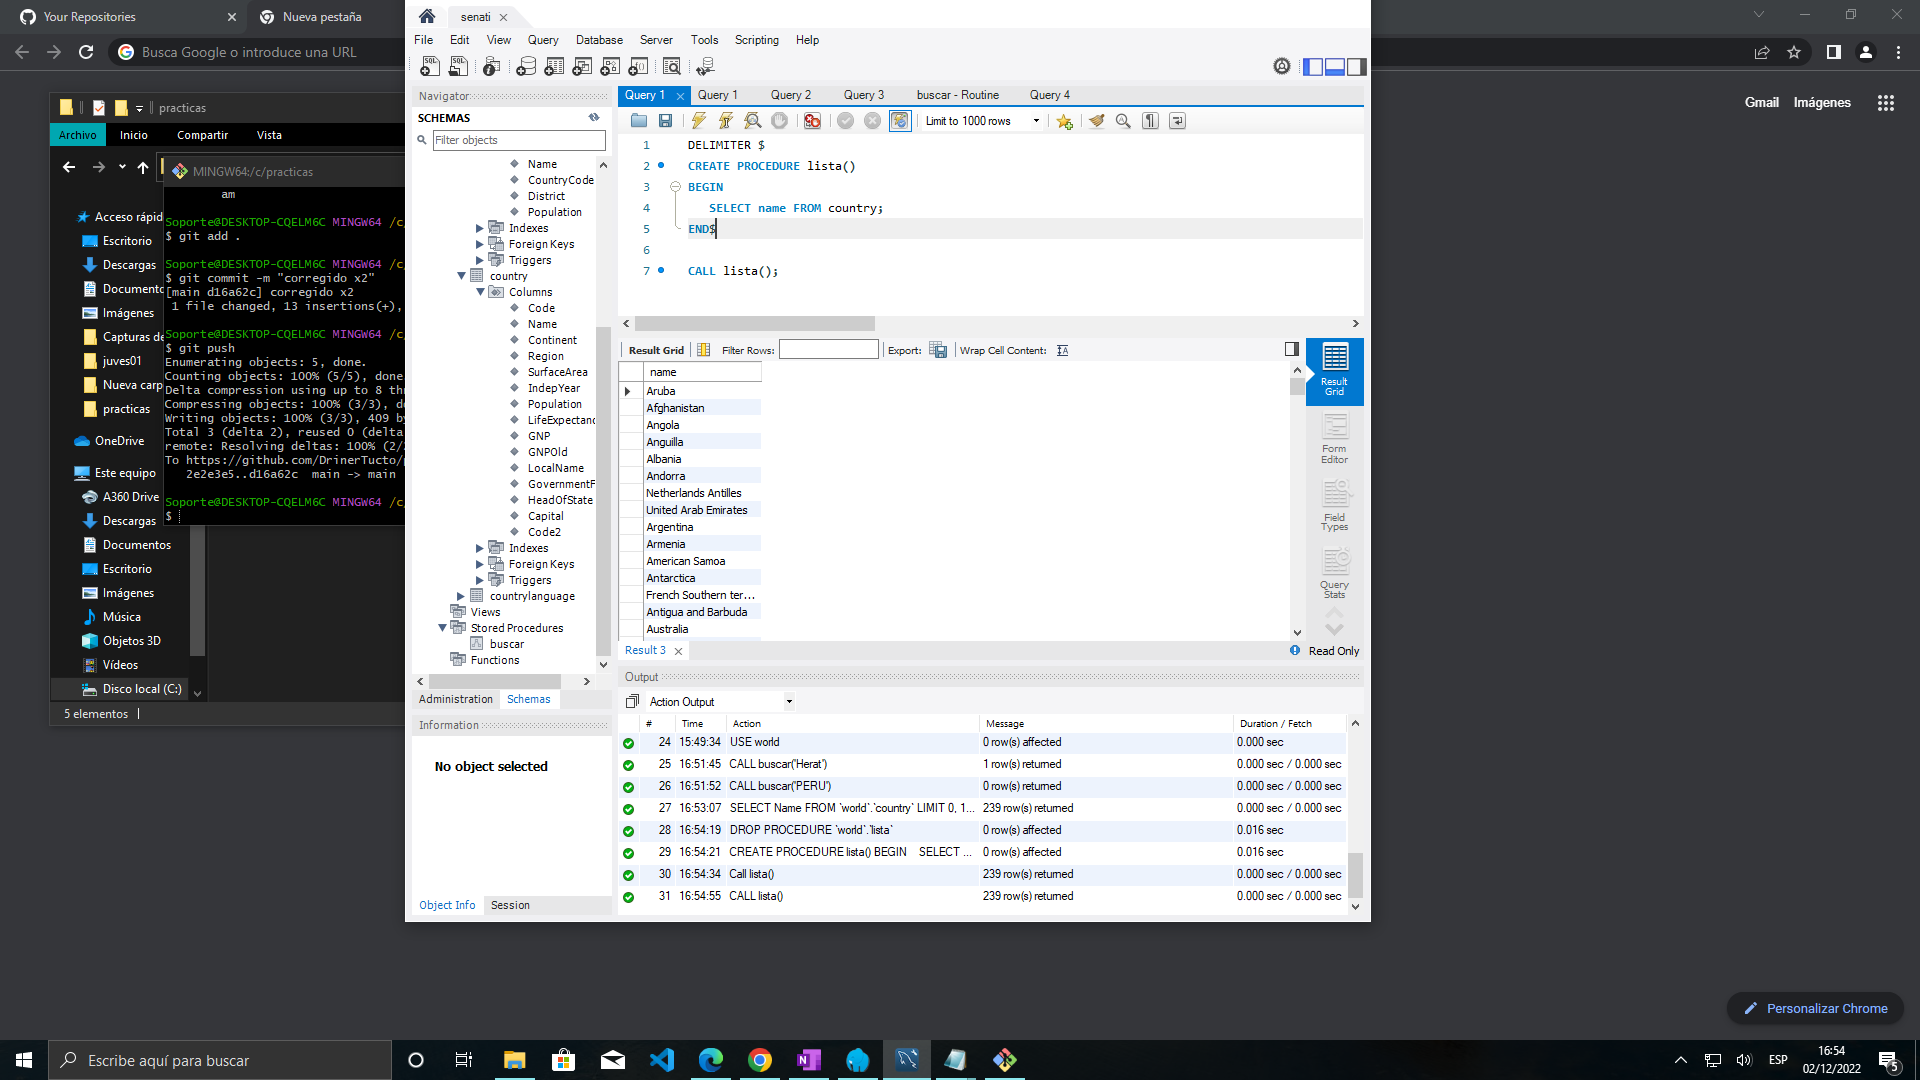 Your Repositories
Nueva pestaña
Busca Google o introduce una URL
Gmail
Imágenes
practicas
Archivo
Inicio
Compartir
Vista
MINGW64:/c/practicas
am
Soporte@DESKTOP-CQELM6C MINGW64 /c/
$ git add .
Soporte@DESKTOP-CQELM6C MINGW64 /c/
$ git commit -m "corregido x2"
[main d16a62c] corregido x2
1 file changed, 13 insertions(+),
Soporte@DESKTOP-CQELM6C MINGW64 /c/
$ git push
Enumerating objects: 5, done.
Counting objects: 100% (5/5), done
Delta compression using up to 8 th
Compressing objects: 100% (3/3), d
Writing objects: 100% (3/3), 409 b
Total 3 (delta 2), reused 0 (delta
remote: Resolving deltas: 100% (2/
To https://github.com/DrinerTucto/
2e2e3e5..d16a62c main -> main
Soporte@DESKTOP-CQELM6C MINGW64 /c/
$
Acceso rápid
Escritorio
Descargas
Documento
Imágenes
Capturas de
juves01
Nueva carp
practicas
OneDrive
Este equipo
A360 Drive
Descargas
Documentos
Escritorio
Imágenes
Música
Objetos 3D
Vídeos
Disco local (C:)
5 elementos
senati
File Edit View Query Database Server Tools Scripting Help
Navigator
SCHEMAS
Filter objects
Name
CountryCode
District
Population
Indexes
Foreign Keys
Triggers
country
Columns
Code
Name
Continent
Region
SurfaceArea
IndepYear
Population
LifeExpectanc
GNP
GNPOld
LocalName
GovernmentF
HeadOfState
Capital
Code2
Indexes
Foreign Keys
Triggers
countrylanguage
Views
Stored Procedures
buscar
Functions
Administration Schemas
Information
No object selected
Object Info Session
Query 1 Query 1 Query 2 Query 3 buscar - Routine Query 4
Limit to 1000 rows
1 DELIMITER $
2 CREATE PROCEDURE lista()
3 BEGIN
4 SELECT name FROM country;
5 END$
6
7 CALL lista();
Result Grid Filter Rows: Export: Wrap Cell Content:
name
Aruba
Afghanistan
Angola
Anguilla
Albania
Andorra
Netherlands Antilles
United Arab Emirates
Argentina
Armenia
American Samoa
Antarctica
French Southern ter...
Antigua and Barbuda
Australia
Result Grid
Form Editor
Field Types
Query Stats
Result 3
Read Only
Output
Action Output
# Time Action Message Duration / Fetch
24 15:49:34 USE world 0 row(s) affected 0.000 sec
25 16:51:45 CALL buscar('Herat') 1 row(s) returned 0.000 sec / 0.000 sec
26 16:51:52 CALL buscar('PERU') 0 row(s) returned 0.000 sec / 0.000 sec
27 16:53:07 SELECT Name FROM `world`.`country` LIMIT 0, 1... 239 row(s) returned 0.000 sec / 0.000 sec
28 16:54:19 DROP PROCEDURE `world`.`lista` 0 row(s) affected 0.016 sec
29 16:54:21 CREATE PROCEDURE lista() BEGIN SELECT ... 0 row(s) affected 0.016 sec
30 16:54:34 Call lista() 239 row(s) returned 0.000 sec / 0.000 sec
31 16:54:55 CALL lista() 239 row(s) returned 0.000 sec / 0.000 sec
Personalizar Chrome
Escribe aquí para buscar
ESP
16:54
02/12/2022
5